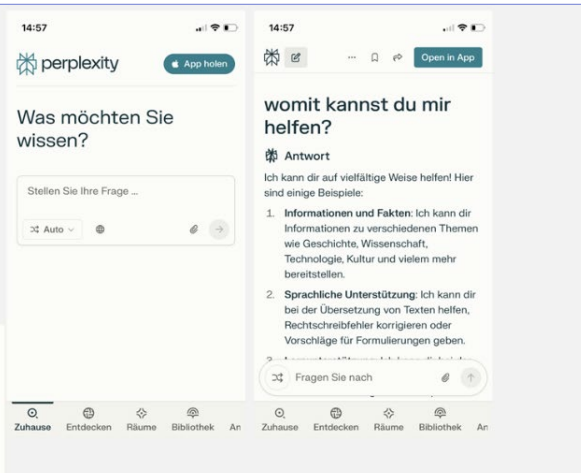 14:57
perplexity
App holen
Was möchten Sie
wissen?
Stellen Sie Ihre Frage ...
Auto
Zuhause
Entdecken
Räume
Bibliothek
An
14:57
Open in App
womit kannst du mir
helfen?
Antwort
Ich kann dir auf vielfältige Weise helfen! Hier
sind einige Beispiele:
1. Informationen und Fakten: Ich kann dir
Informationen zu verschiedenen Themen
wie Geschichte, Wissenschaft,
Technologie, Kultur und vielem mehr
bereitstellen.
2. Sprachliche Unterstützung: Ich kann dir
bei der Übersetzung von Texten helfen,
Rechtschreibfehler korrigieren oder
Vorschläge für Formulierungen geben.
Fragen Sie nach
Zuhause
Entdecken
Räume
Bibliothek
An